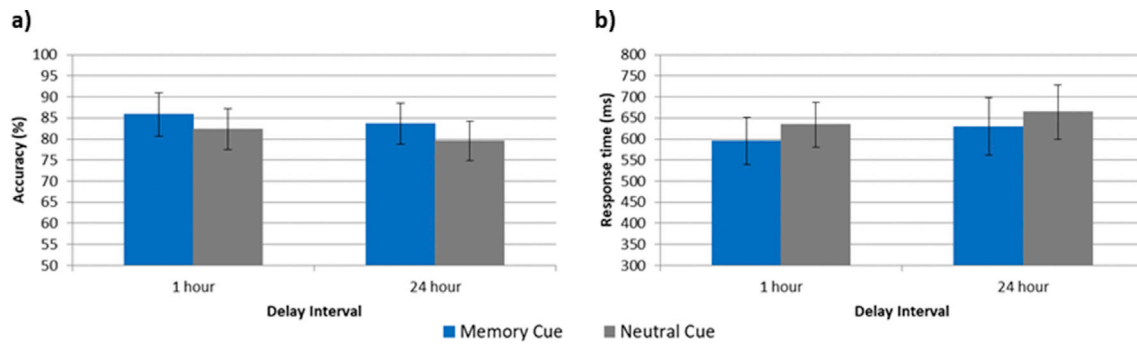 a)
100
95
90
85
80
75
70
65
60
55
50
Accuracy (%)
1 hour
24 hour
Delay Interval
b)
800
750
700
650
600
550
500
450
400
350
300
Response time (ms)
1 hour
24 hour
Delay Interval
Memory Cue
Neutral Cue